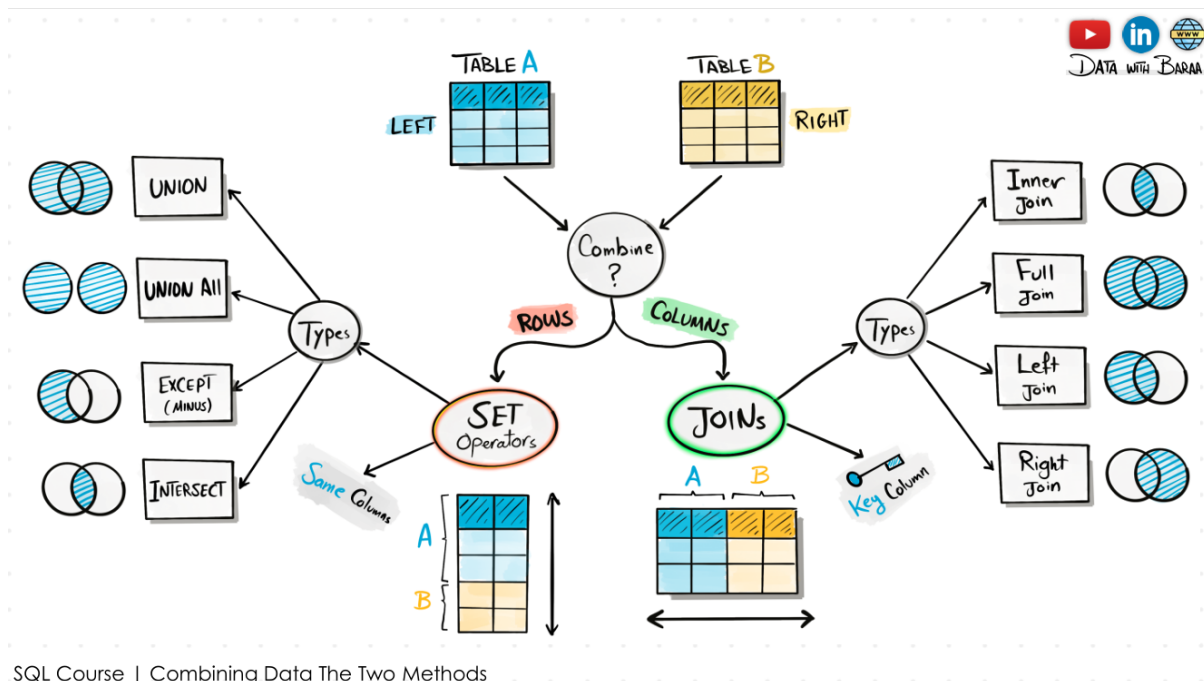 TABLE A
TABLE B
LEFT
RIGHT
www
in
DATA WITH BARAA
Combine
?
ROWS
COLUMNS
UNION
UNION All
EXCEPT
(MINUS)
INTERSECT
Types
SET
Operators
Same Columns
A
B
JOINs
Key Column
A
B
Types
Inner
Join
Full
Join
Left
Join
Right
Join
SQL Course | Combining Data The Two Methods